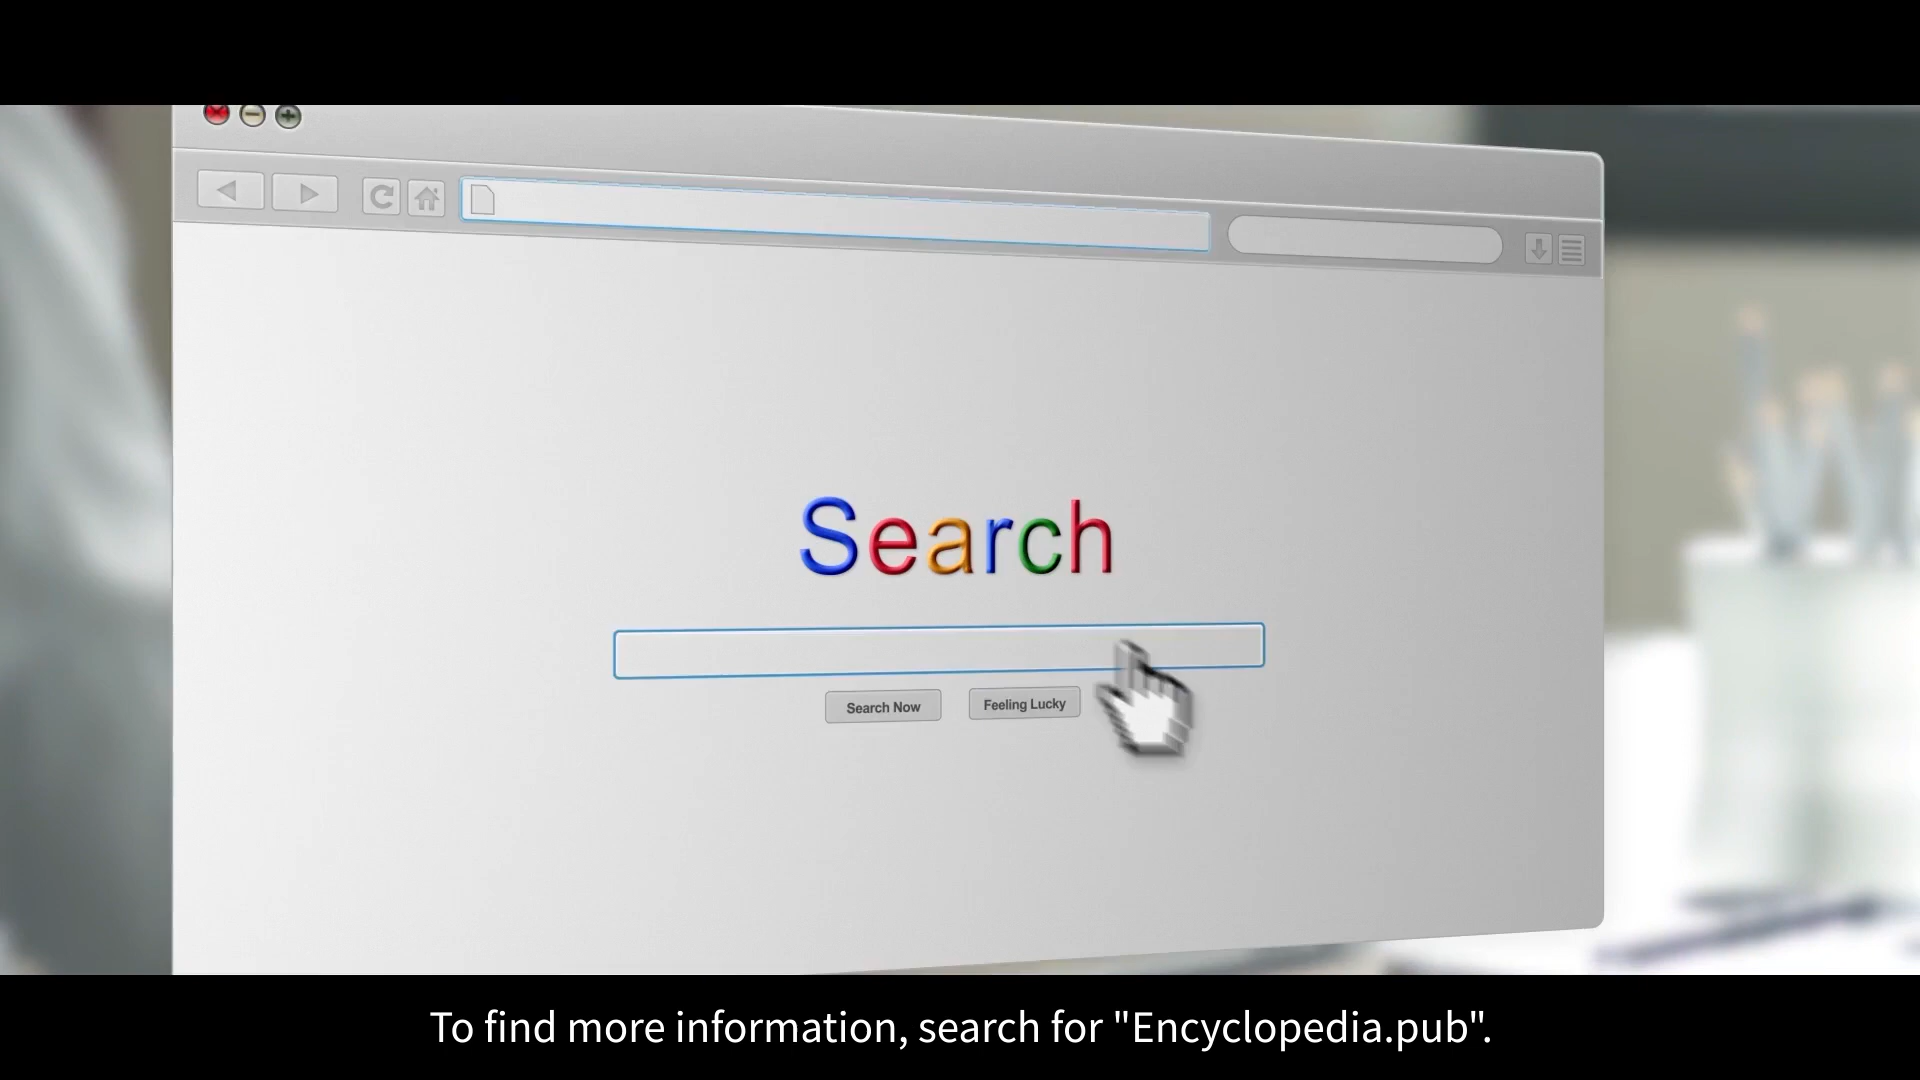 Search
Search Now
Feeling Lucky
To find more information, search for "Encyclopedia.pub".